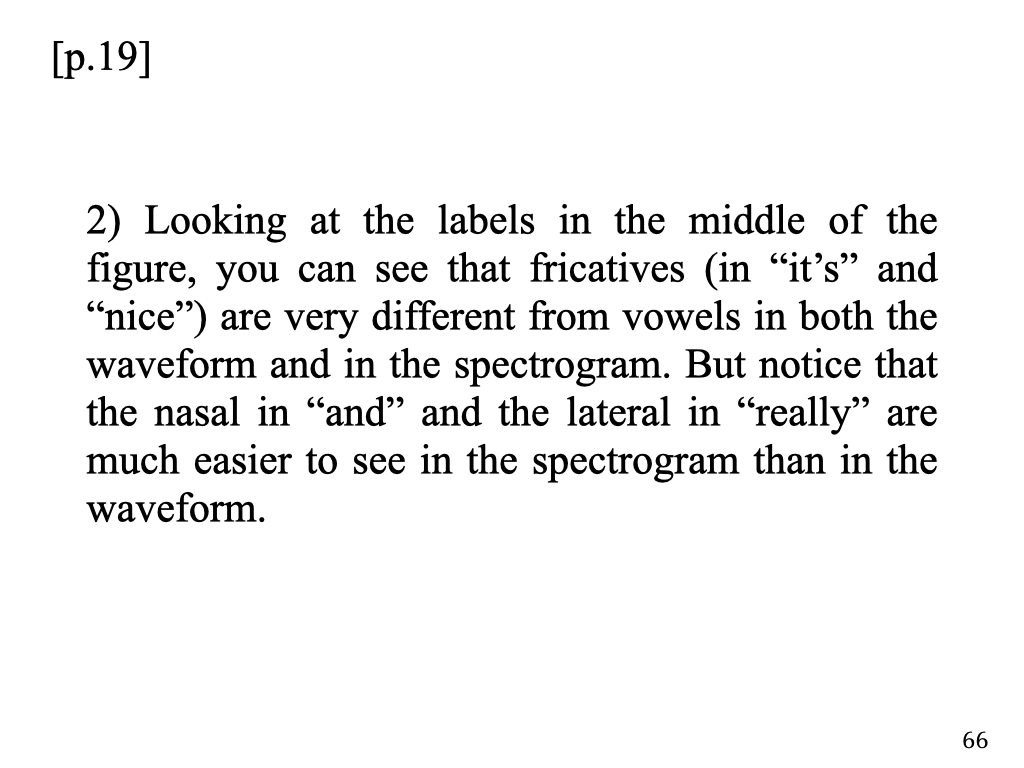 [p.19]
2) Looking at the labels in the middle of the
figure, you can see that fricatives (in “it’s” and
“nice”) are very different from vowels in both the
waveform and in the spectrogram. But notice that
the nasal in “and” and the lateral in “really” are
much easier to see in the spectrogram than in the
waveform.
66